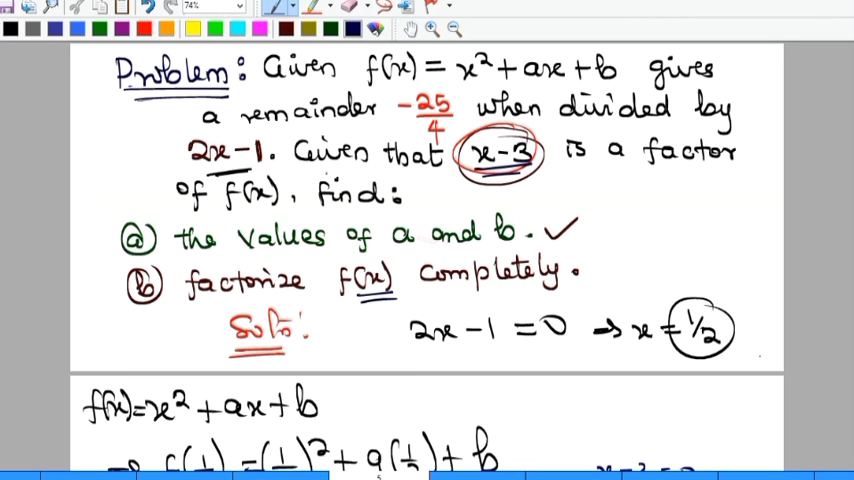 74%
Problem: Given f(x) = x² + ax + b gives
a remainder -25/4 when divided by
2x-1. Given that x-3 is a factor
of f(x), find:
(a) the values of a and b. ✓
(b) factorize f(x) completely.
Soln: 2x-1 = 0 ⇒ x = 1/2
f(x) = x² + ax + b